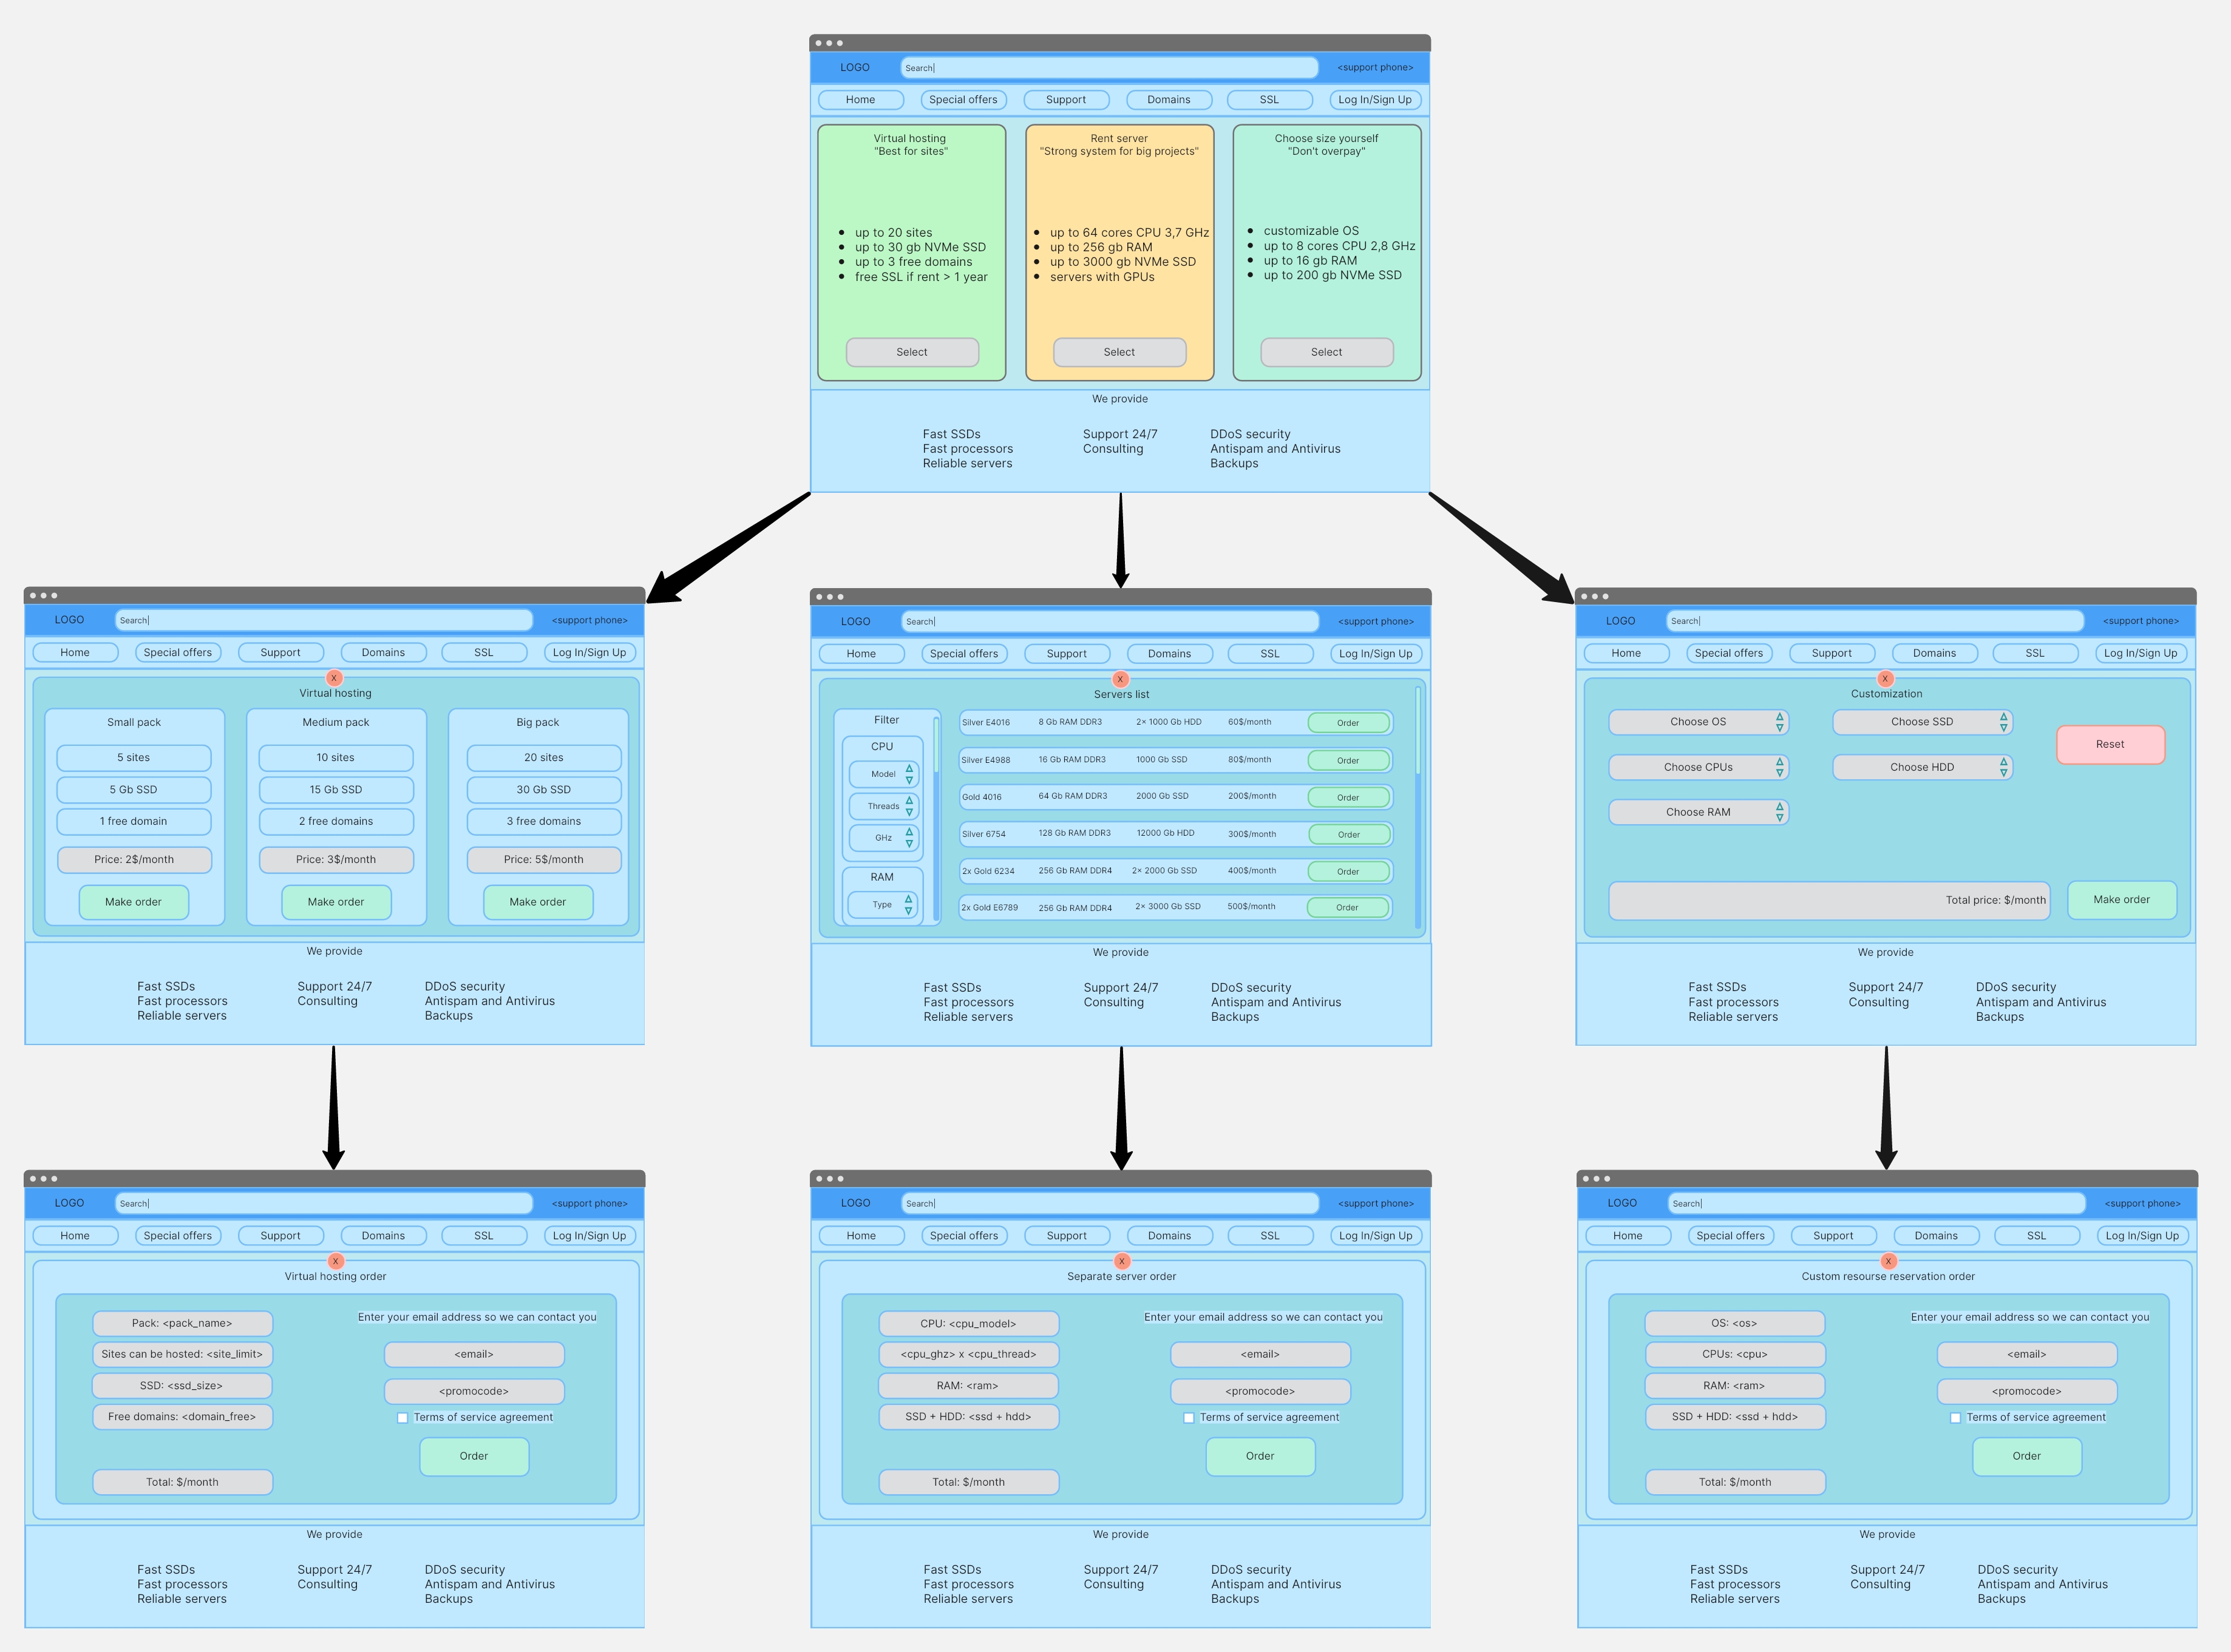 LOGO
Search|
<support phone>
Home
Special offers
Support
Domains
SSL
Log In/Sign Up
Virtual hosting
"Best for sites"
• up to 20 sites
• up to 30 gb NVMe SSD
• up to 3 free domains
• free SSL if rent > 1 year
Select
Rent server
"Strong system for big projects"
• up to 64 cores CPU 3,7 GHz
• up to 256 gb RAM
• up to 3000 gb NVMe SSD
• servers with GPUs
Select
Choose size yourself
"Don't overpay"
• customizable OS
• up to 8 cores CPU 2,8 GHz
• up to 16 gb RAM
• up to 200 gb NVMe SSD
Select
We provide
Fast SSDs
Fast processors
Reliable servers
Support 24/7
Consulting
DDoS security
Antispam and Antivirus
Backups
LOGO
Search|
<support phone>
Home
Special offers
Support
Domains
SSL
Log In/Sign Up
X
Virtual hosting
Small pack
5 sites
5 Gb SSD
1 free domain
Price: 2$/month
Make order
Medium pack
10 sites
15 Gb SSD
2 free domains
Price: 3$/month
Make order
Big pack
20 sites
30 Gb SSD
3 free domains
Price: 5$/month
Make order
We provide
Fast SSDs
Fast processors
Reliable servers
Support 24/7
Consulting
DDoS security
Antispam and Antivirus
Backups
LOGO
Search|
<support phone>
Home
Special offers
Support
Domains
SSL
Log In/Sign Up
X
Servers list
Filter
CPU
Model
Threads
GHz
RAM
Type
Silver E4016 8 Gb RAM DDR3 2× 1000 Gb HDD 60$/month Order
Silver E4988 16 Gb RAM DDR3 1000 Gb SSD 80$/month Order
Gold 4016 64 Gb RAM DDR3 2000 Gb SSD 200$/month Order
Silver 6754 128 Gb RAM DDR3 12000 Gb HDD 300$/month Order
2x Gold 6234 256 Gb RAM DDR4 2× 2000 Gb SSD 400$/month Order
2x Gold E6789 256 Gb RAM DDR4 2× 3000 Gb SSD 500$/month Order
We provide
Fast SSDs
Fast processors
Reliable servers
Support 24/7
Consulting
DDoS security
Antispam and Antivirus
Backups
LOGO
Search|
<support phone>
Home
Special offers
Support
Domains
SSL
Log In/Sign Up
X
Customization
Choose OS
Choose SSD
Reset
Choose CPUs
Choose HDD
Choose RAM
Total price: $/month
Make order
We provide
Fast SSDs
Fast processors
Reliable servers
Support 24/7
Consulting
DDoS security
Antispam and Antivirus
Backups
LOGO
Search|
<support phone>
Home
Special offers
Support
Domains
SSL
Log In/Sign Up
X
Virtual hosting order
Pack: <pack_name>
Sites can be hosted: <site_limit>
SSD: <ssd_size>
Free domains: <domain_free>
Total: $/month
Enter your email address so we can contact you
<email>
<promocode>
Terms of service agreement
Order
We provide
Fast SSDs
Fast processors
Reliable servers
Support 24/7
Consulting
DDoS security
Antispam and Antivirus
Backups
LOGO
Search|
<support phone>
Home
Special offers
Support
Domains
SSL
Log In/Sign Up
X
Separate server order
CPU: <cpu_model>
<cpu_ghz> x <cpu_thread>
RAM: <ram>
SSD + HDD: <ssd + hdd>
Total: $/month
Enter your email address so we can contact you
<email>
<promocode>
Terms of service agreement
Order
We provide
Fast SSDs
Fast processors
Reliable servers
Support 24/7
Consulting
DDoS security
Antispam and Antivirus
Backups
LOGO
Search|
<support phone>
Home
Special offers
Support
Domains
SSL
Log In/Sign Up
X
Custom resourse reservation order
OS: <os>
CPUs: <cpu>
RAM: <ram>
SSD + HDD: <ssd + hdd>
Total: $/month
Enter your email address so we can contact you
<email>
<promocode>
Terms of service agreement
Order
We provide
Fast SSDs
Fast processors
Reliable servers
Support 24/7
Consulting
DDoS security
Antispam and Antivirus
Backups